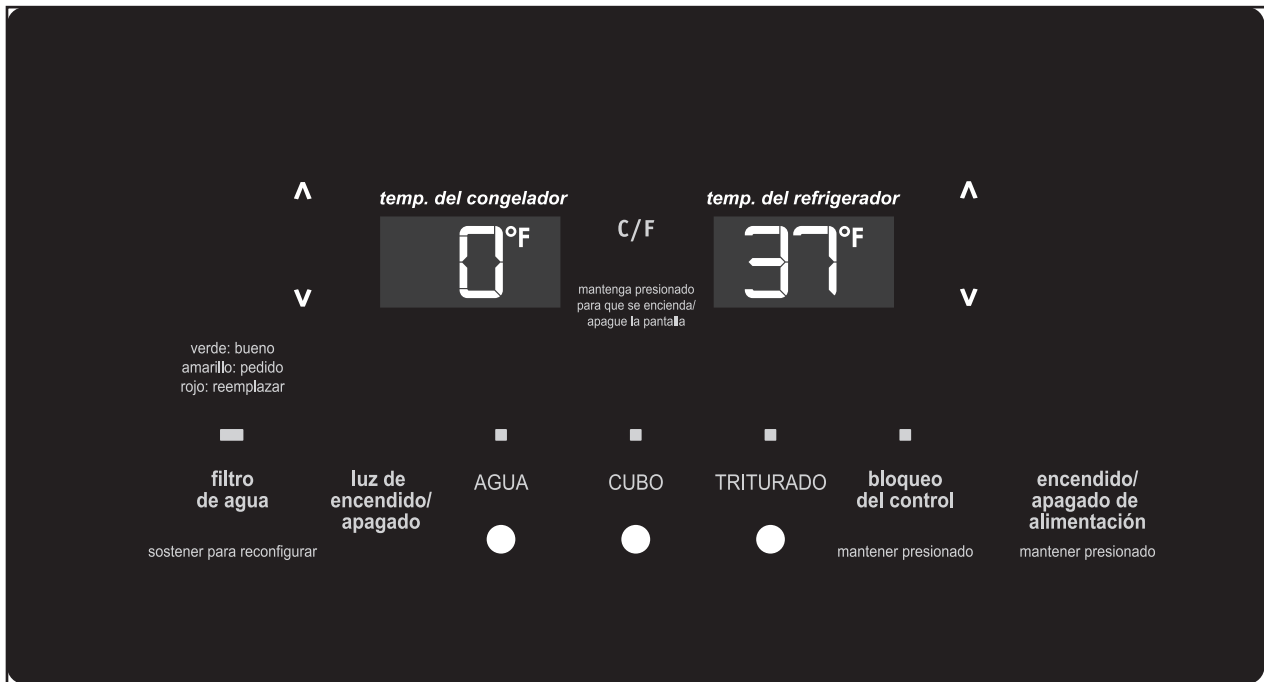 temp. del congelador
temp. del refrigerador
0°F
C/F
37°F
mantenga presionado
para que se encienda/
apague la pantalla
verde: bueno
amarillo: pedido
rojo: reemplazar
filtro
de agua
sostener para reconfigurar
luz de
encendido/
apagado
AGUA
CUBO
TRITURADO
bloqueo
del control
mantener presionado
encendido/
apagado de
alimentación
mantener presionado